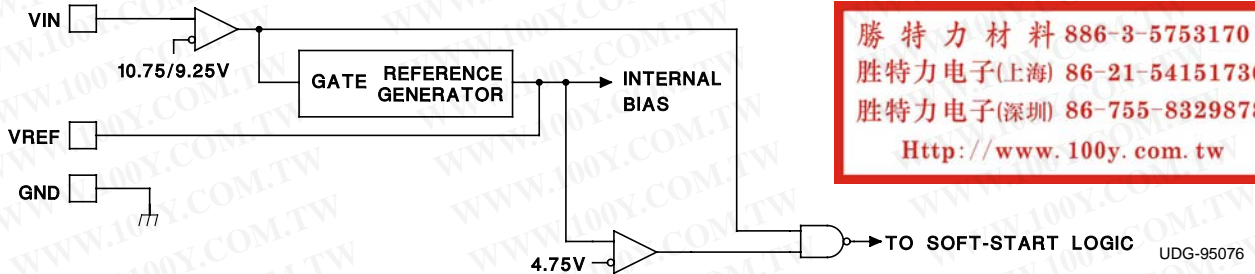 VIN
10.75/9.25V
GATE REFERENCE GENERATOR
INTERNAL BIAS
VREF
GND
4.75V
TO SOFT-START LOGIC
UDG-95076
勝特力材料 886-3-5753170
胜特力电子(上海) 86-21-54151736
胜特力电子(深圳) 86-755-8329878
Http://www.100y.com.tw
WWW.100Y.COM.TW